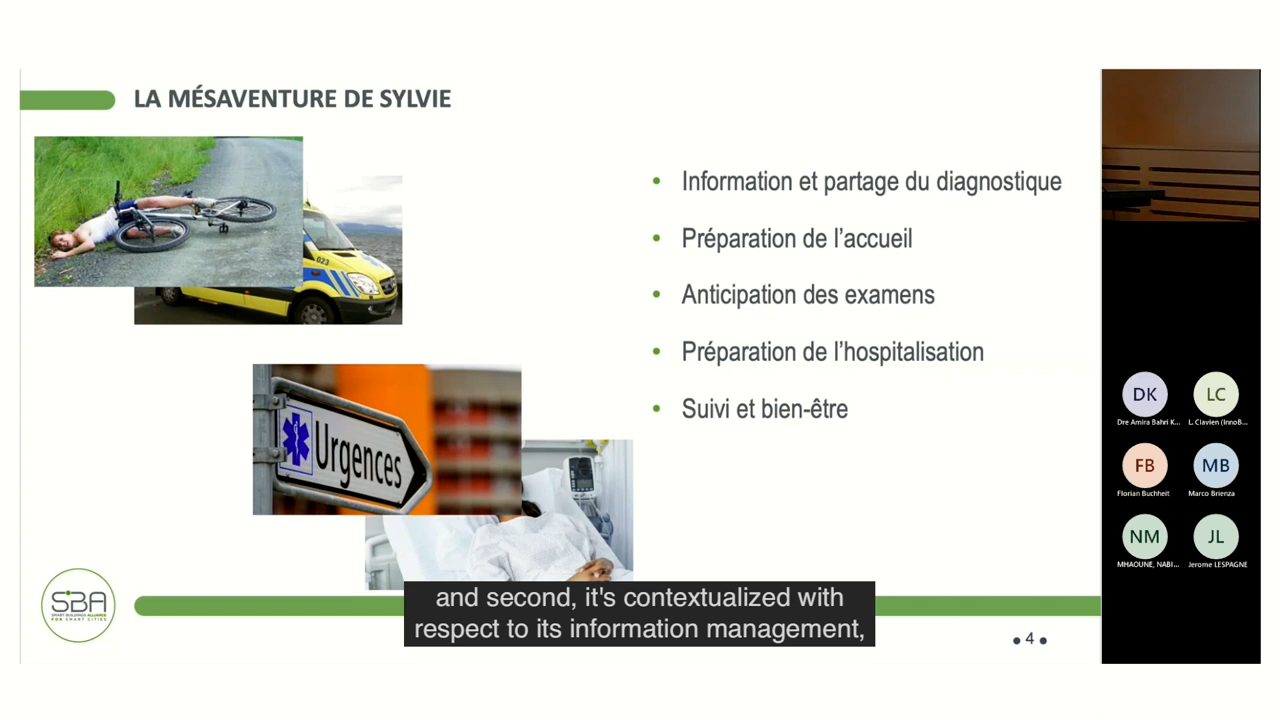 LA MÉSAVENTURE DE SYLVIE
023
Urgences
• Information et partage du diagnostique
• Préparation de l'accueil
• Anticipation des examens
• Préparation de l'hospitalisation
• Suivi et bien-être
SBA
SMART BUILDINGS ALLIANCE
FOR SMART CITIES
and second, it's contextualized with
respect to its information management,
• 4 •
DK
LC
Dre Amira Bahri K...
L. Clavien (InnoB...
FB
MB
Florian Buchheit
Marco Brienza
NM
JL
MHAOUNE, NABI...
Jerome LESPAGNE